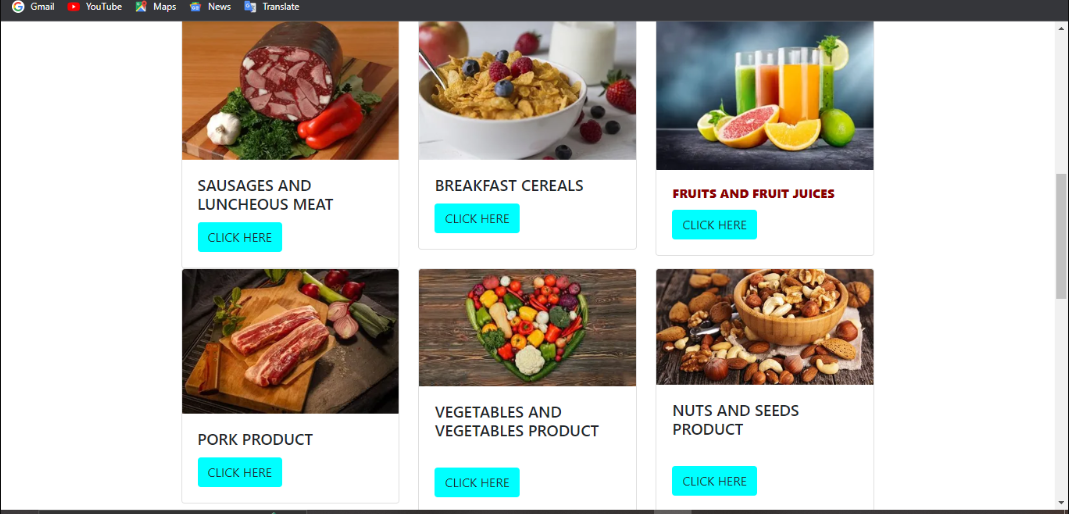 Gmail YouTube Maps News Translate
SAUSAGES AND
LUNCHEOUS MEAT
CLICK HERE
BREAKFAST CEREALS
CLICK HERE
FRUITS AND FRUIT JUICES
CLICK HERE
PORK PRODUCT
CLICK HERE
VEGETABLES AND
VEGETABLES PRODUCT
CLICK HERE
NUTS AND SEEDS
PRODUCT
CLICK HERE